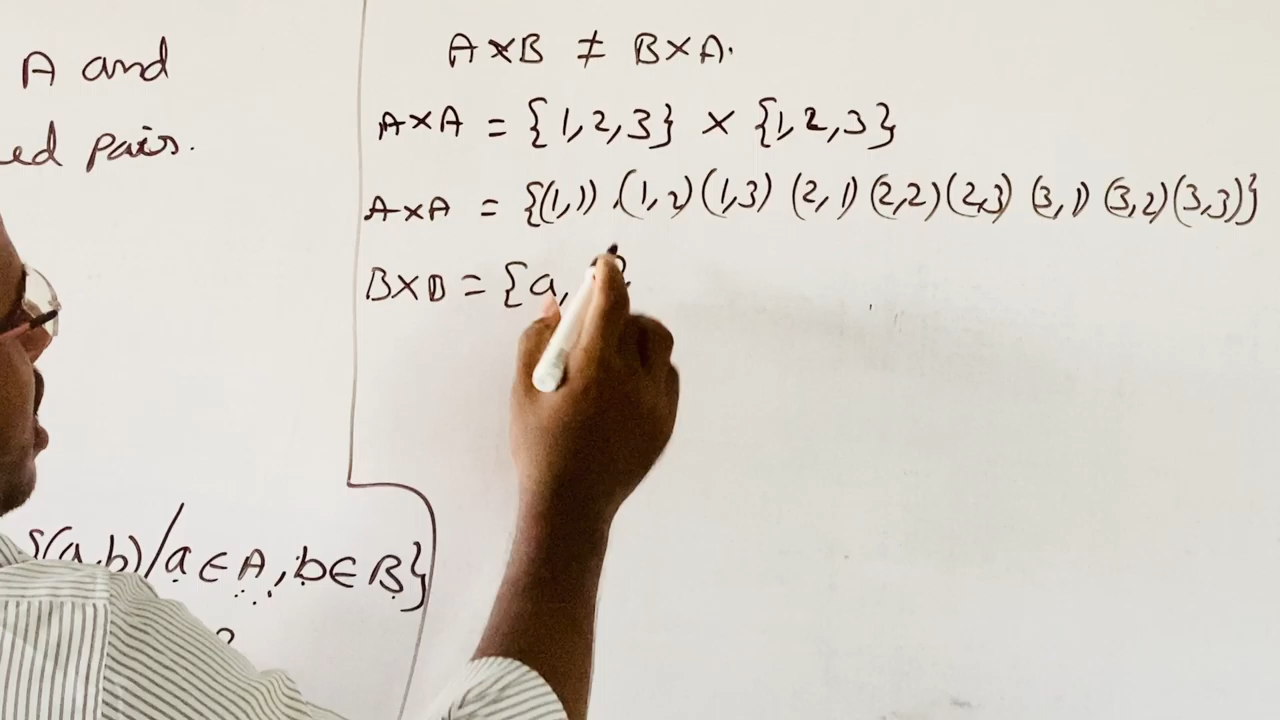 A and
ed pairs.
(a,b)/a∈A, b∈B}
A×B ≠ B×A.
A×A = {1,2,3} × {1,2,3}
A×A = {(1,1),(1,2)(1,3) (2,1)(2,2)(2,3) (3,1) (3,2)(3,3)}
B×B = {a,